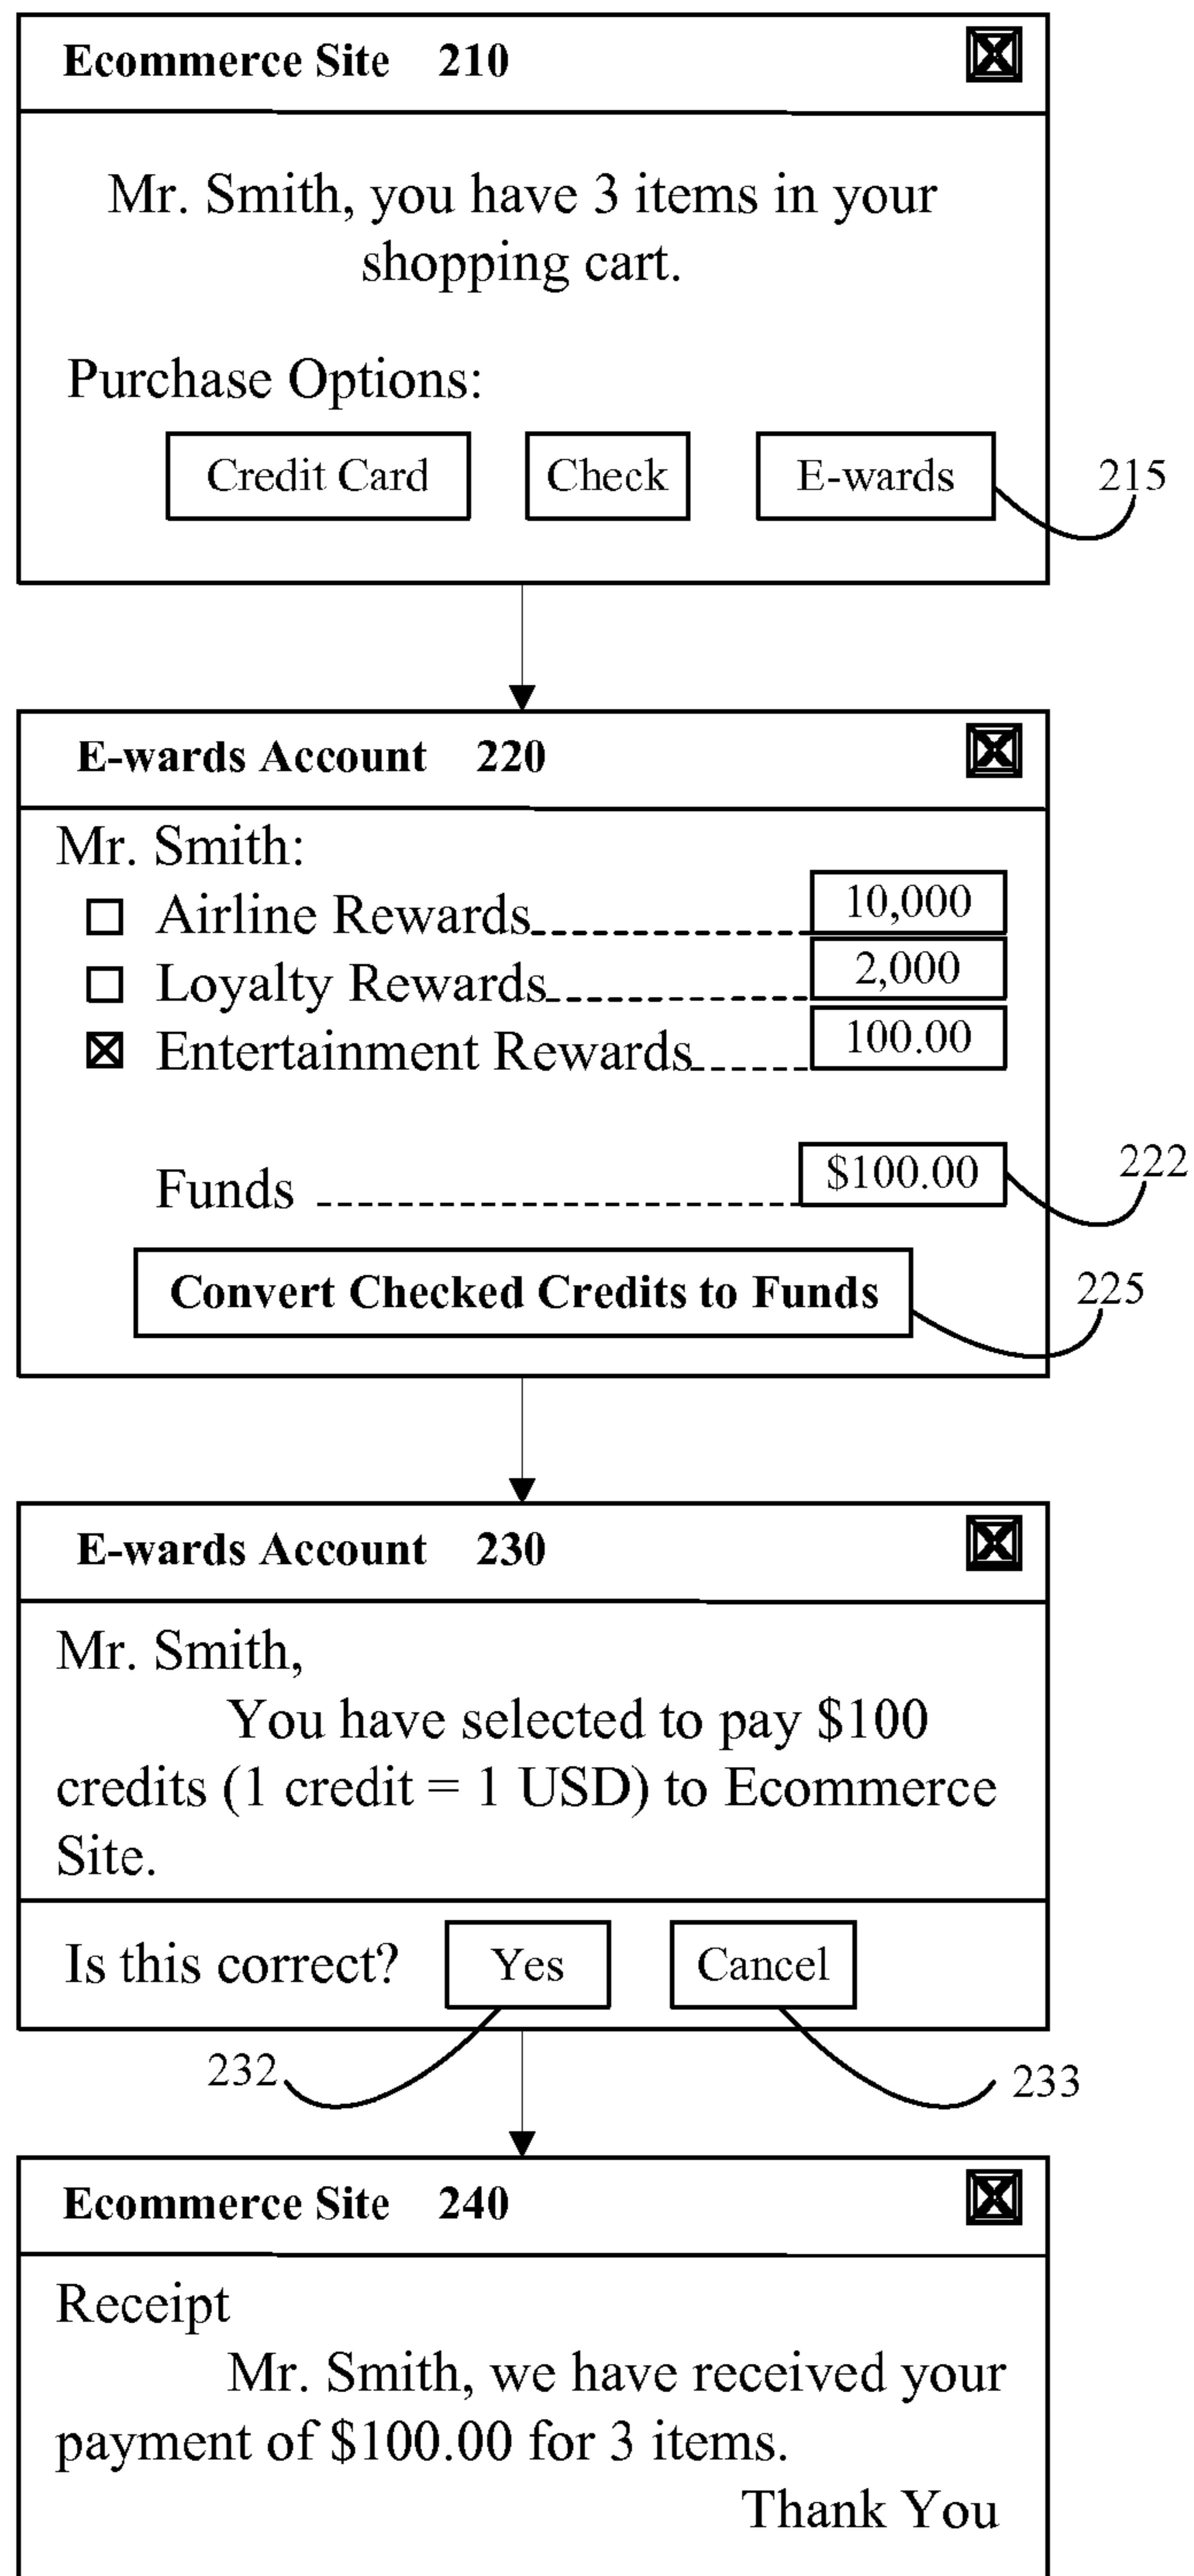 Ecommerce Site 210
Mr. Smith, you have 3 items in your
shopping cart.
Purchase Options:
Credit Card Check E-wards 215
E-wards Account 220
Mr. Smith:
Airline Rewards 10,000
Loyalty Rewards 2,000
Entertainment Rewards 100.00
Funds $100.00 222
Convert Checked Credits to Funds 225
E-wards Account 230
Mr. Smith,
You have selected to pay $100
credits (1 credit = 1 USD) to Ecommerce
Site.
Is this correct? Yes Cancel
232 233
Ecommerce Site 240
Receipt
Mr. Smith, we have received your
payment of $100.00 for 3 items.
Thank You